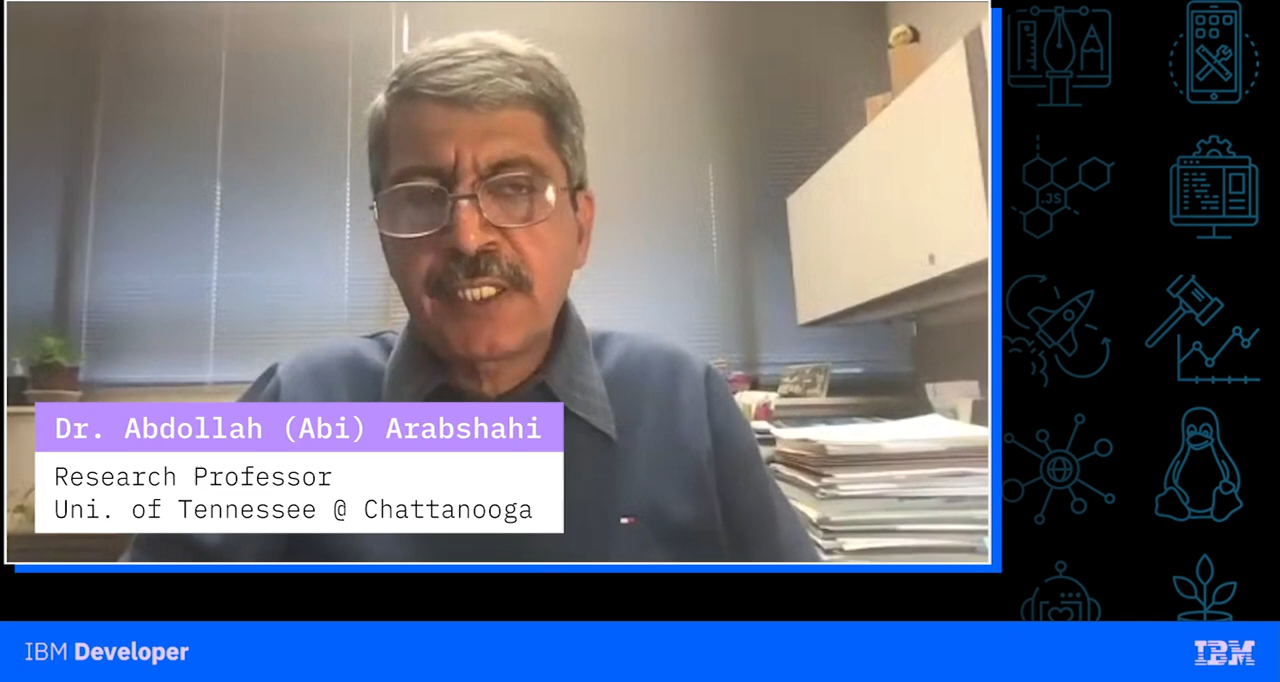 Dr. Abdollah (Abi) Arabshahi
Research Professor
Uni. of Tennessee @ Chattanooga
.JS
IBM Developer
IBM